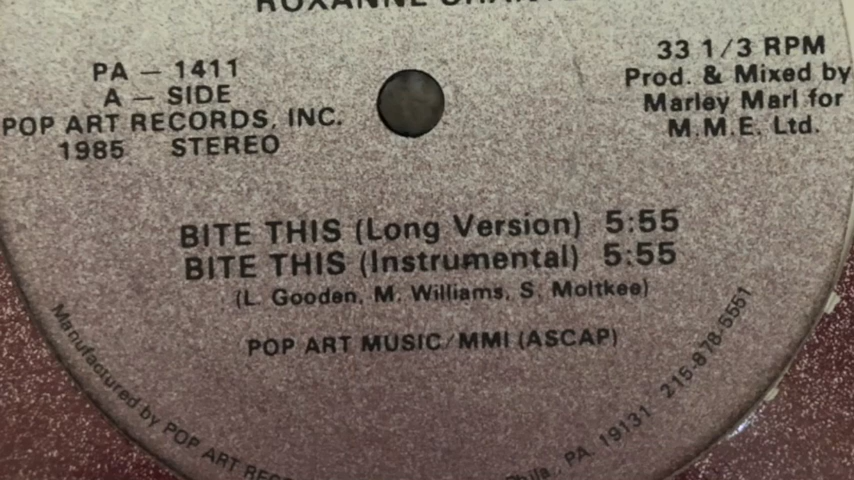 ROXANNE
PA — 1411
A — SIDE
POP ART RECORDS, INC.
1985 STEREO
33 1/3 RPM
Prod. & Mixed by
Marley Marl for
M.M.E. Ltd.
BITE THIS (Long Version) 5:55
BITE THIS (Instrumental) 5:55
(L. Gooden, M. Williams, S. Moltkee)
POP ART MUSIC/MMI (ASCAP)
Manufactured by POP ART
Phila., PA. 19131 215-878-5551